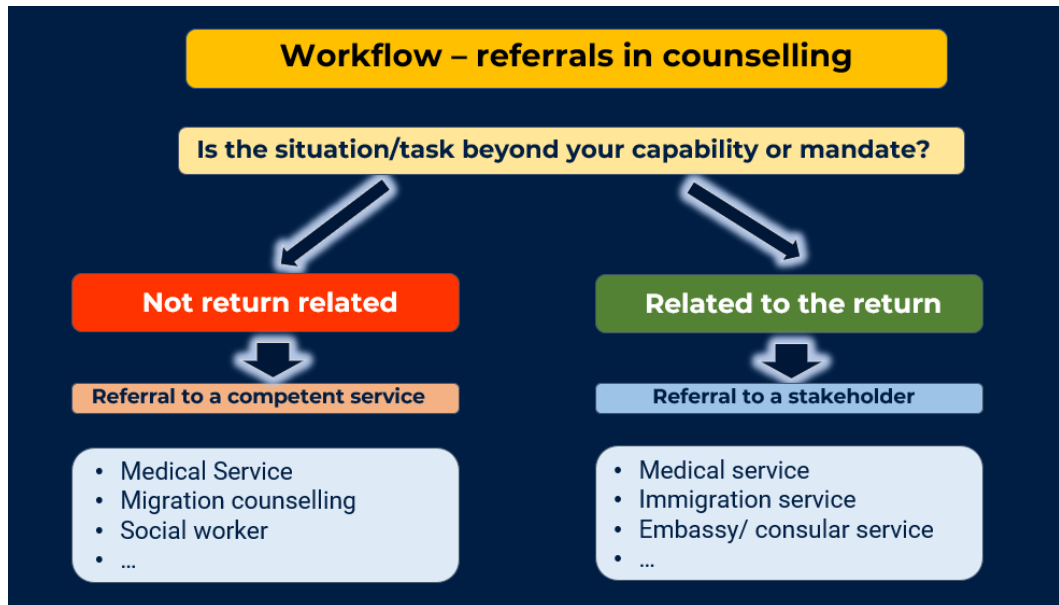 Workflow – referrals in counselling
Is the situation/task beyond your capability or mandate?
Not return related
Related to the return
Referral to a competent service
Referral to a stakeholder
• Medical Service
• Migration counselling
• Social worker
• ...
• Medical service
• Immigration service
• Embassy/ consular service
• ...